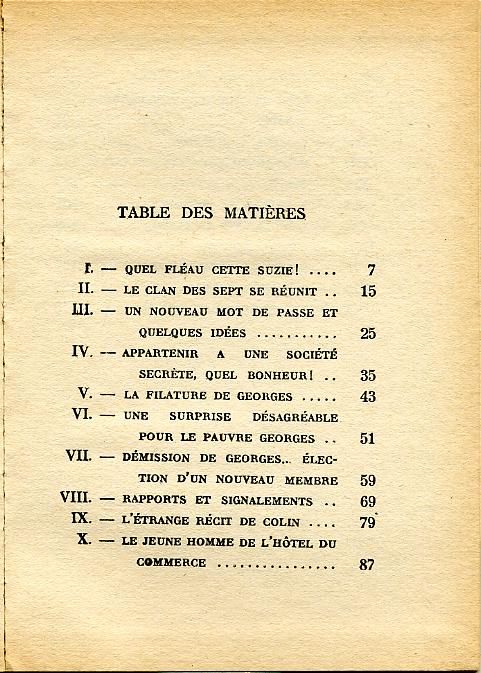 TABLE DES MATIÈRES
I. — QUEL FLÉAU CETTE SUZIE! .... 7
II. — LE CLAN DES SEPT SE RÉUNIT .. 15
III. — UN NOUVEAU MOT DE PASSE ET
QUELQUES IDÉES ........... 25
IV. -- APPARTENIR A UNE SOCIÉTÉ
SECRÈTE, QUEL BONHEUR! .. 35
V. — LA FILATURE DE GEORGES ..... 43
VI. — UNE SURPRISE DÉSAGRÉABLE
POUR LE PAUVRE GEORGES .. 51
VII. — DÉMISSION DE GEORGES... ÉLEC-
TION D'UN NOUVEAU MEMBRE 59
VIII. — RAPPORTS ET SIGNALEMENTS .. 69
IX. — L'ÉTRANGE RÉCIT DE COLIN .... 79
X. — LE JEUNE HOMME DE L'HÔTEL DU
COMMERCE ................ 87